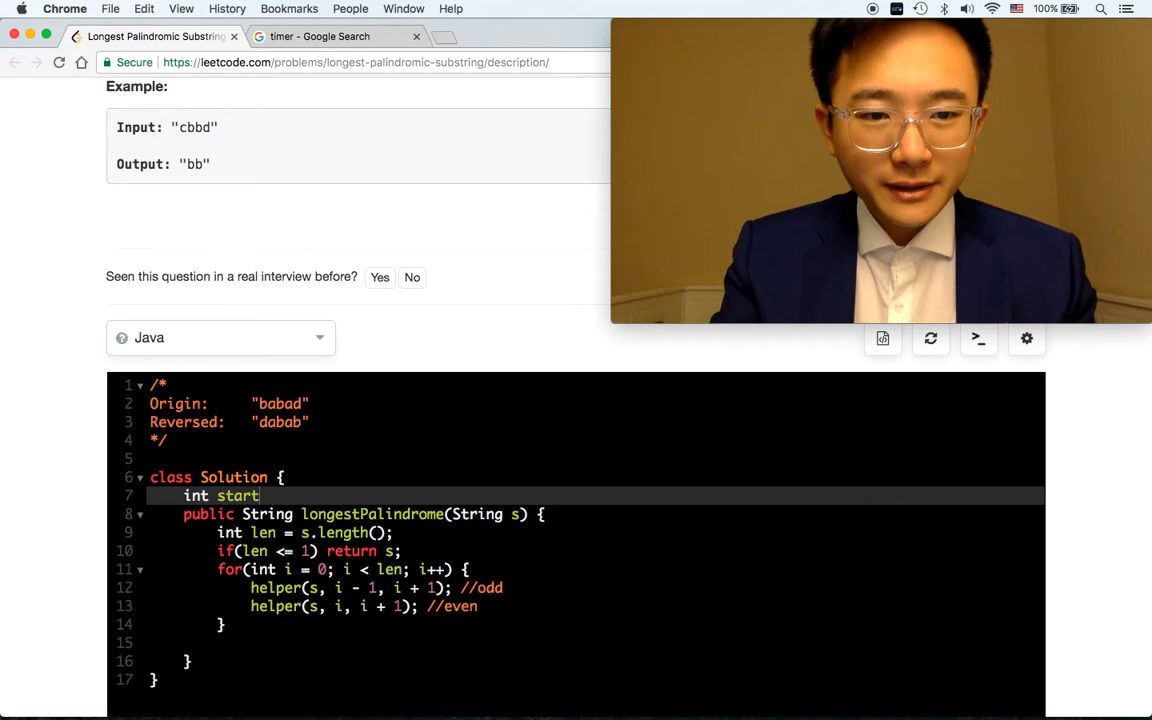 Chrome File Edit View History Bookmarks People Window Help 100%
Longest Palindromic Substring timer - Google Search
Secure https://leetcode.com/problems/longest-palindromic-substring/description/
Example:
Input: "cbbd"
Output: "bb"
Seen this question in a real interview before? Yes No
Java
1 /*
2 Origin: "babad"
3 Reversed: "dabab"
4 */
5
6 class Solution {
7 int start
8 public String longestPalindrome(String s) {
9 int len = s.length();
10 if(len <= 1) return s;
11 for(int i = 0; i < len; i++) {
12 helper(s, i - 1, i + 1); //odd
13 helper(s, i, i + 1); //even
14 }
15
16 }
17 }